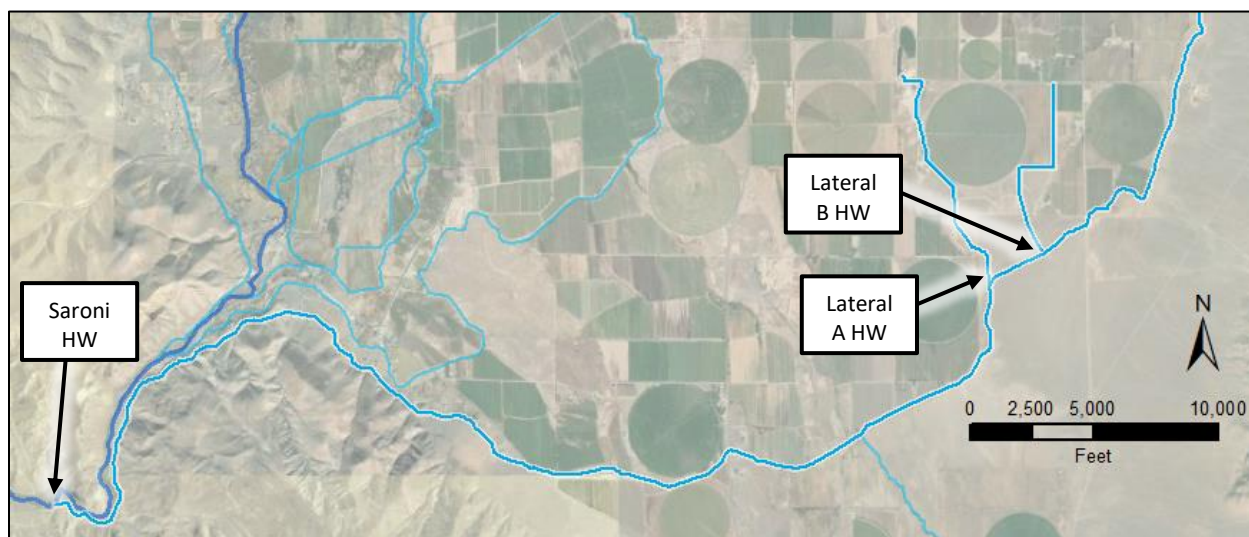 Lateral
B HW
Saroni
HW
Lateral
A HW
N
0 2,500 5,000 10,000
Feet